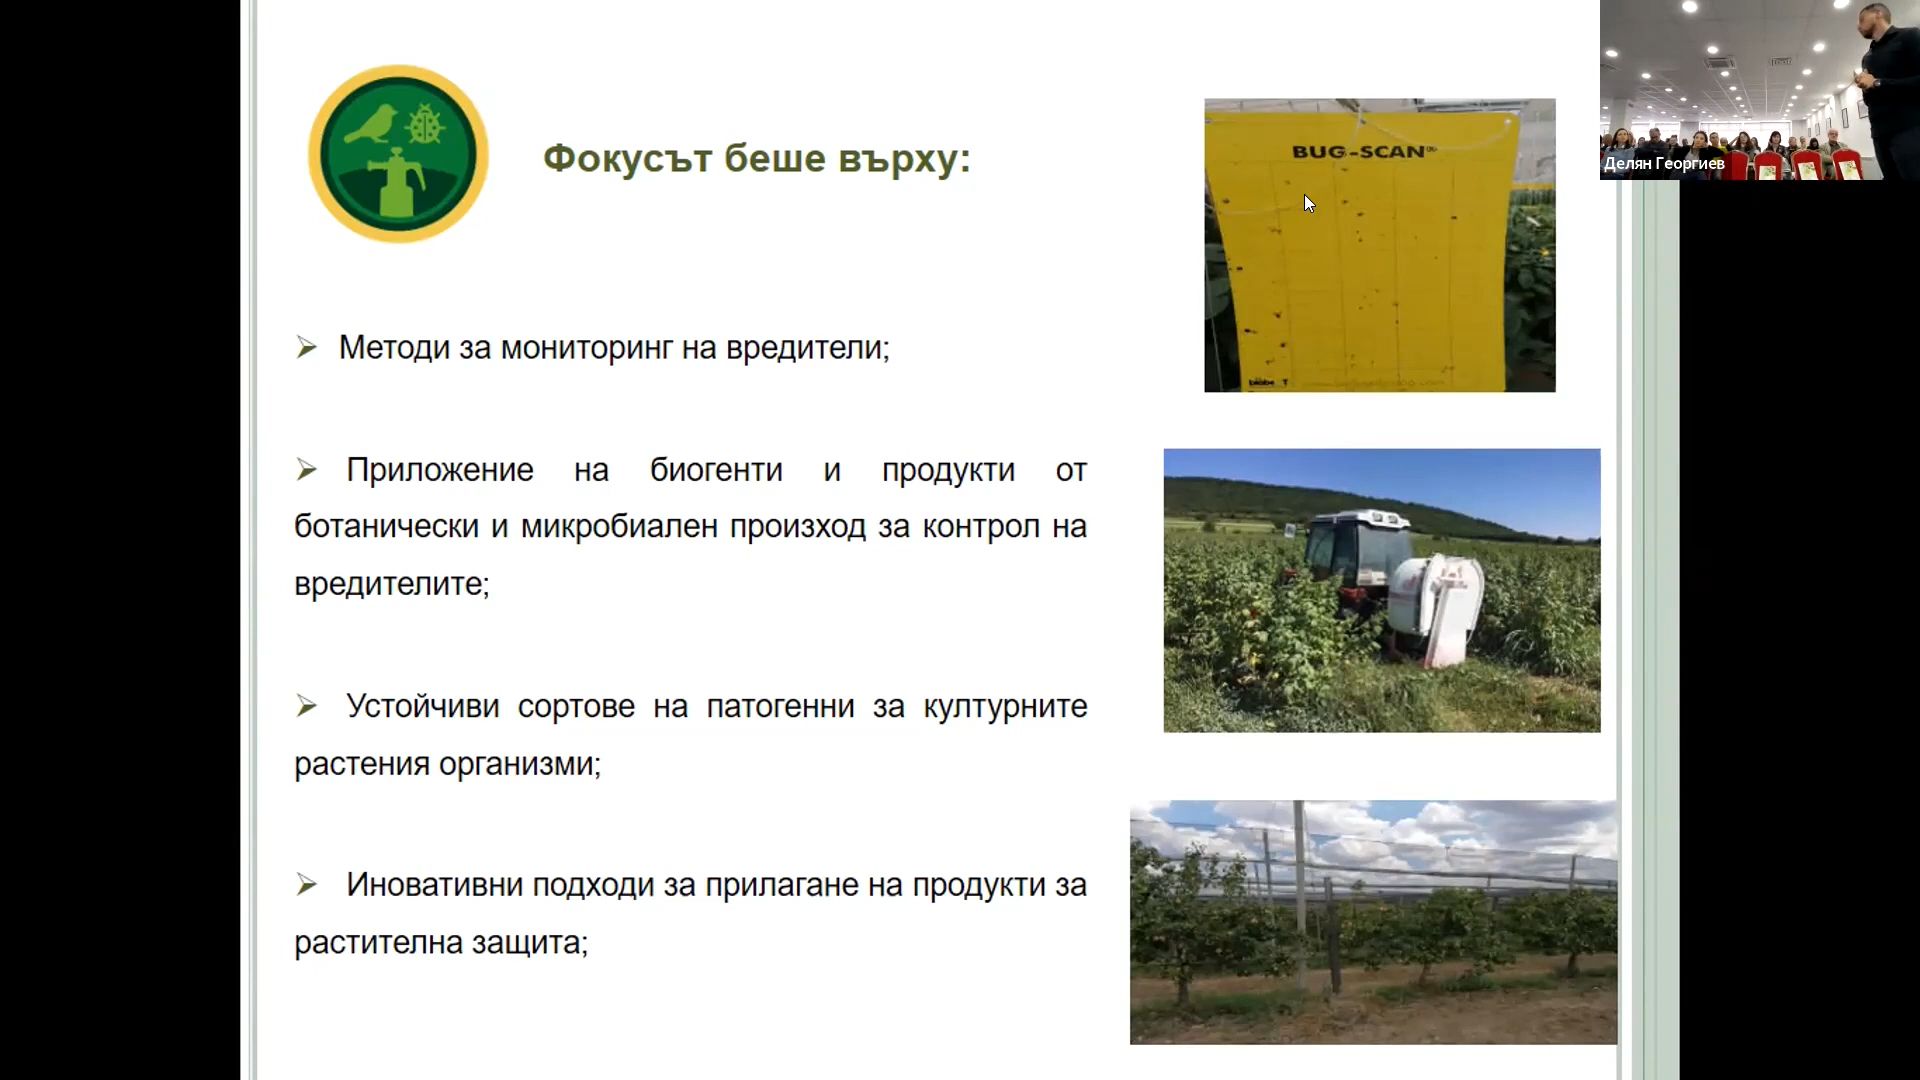 Фокусът беше върху:
Методи за мониторинг на вредители;
Приложение на биогенти и продукти от
ботанически и микробиален произход за контрол на
вредителите;
Устойчиви сортове на патогенни за културните
растения организми;
Иновативни подходи за прилагане на продукти за
растителна защита;
BUG-SCAN®
Делян Георгиев